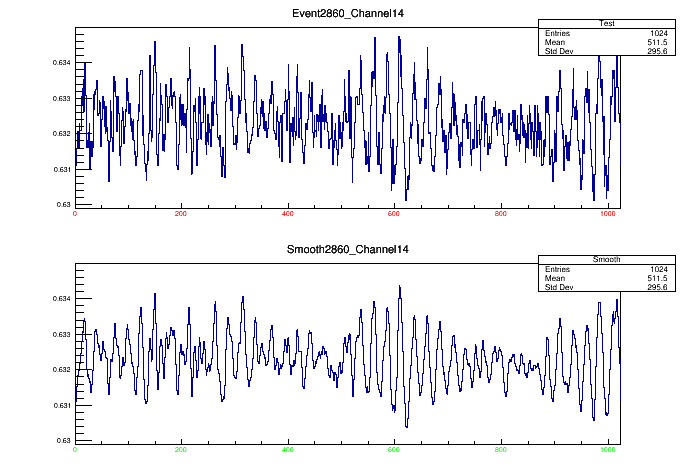 Event2860_Channel14
Test
Entries 1024
Mean 511.5
Std Dev 295.6
0.634
0.633
0.632
0.631
0.63
0 200 400 600 800 1000
Smooth2860_Channel14
Smooth
Entries 1024
Mean 511.5
Std Dev 295.6
0.634
0.633
0.632
0.631
0.63
0 200 400 600 800 1000